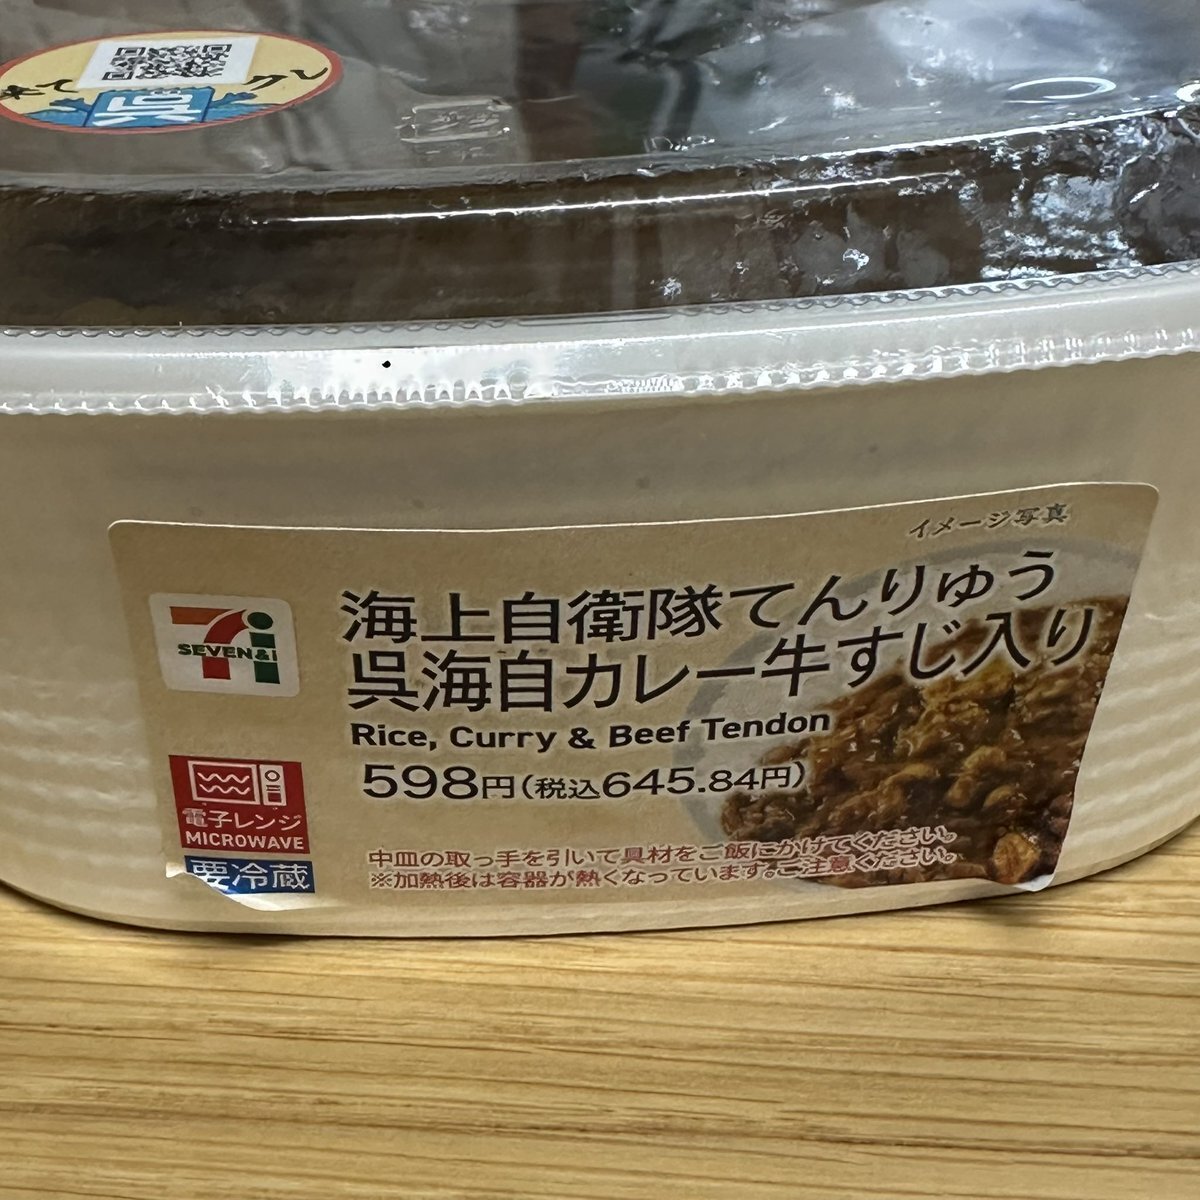 イメージ写真
海上自衛隊てんりゅう
呉海自カレー牛すじ入り
Rice, Curry & Beef Tendon
598円(税込645.84円)
SEVEN&i
電子レンジ
MICROWAVE
要冷蔵
中皿の取っ手を引いて具材をご飯にかけてください。
※加熱後は容器が熱くなっています。ご注意ください。